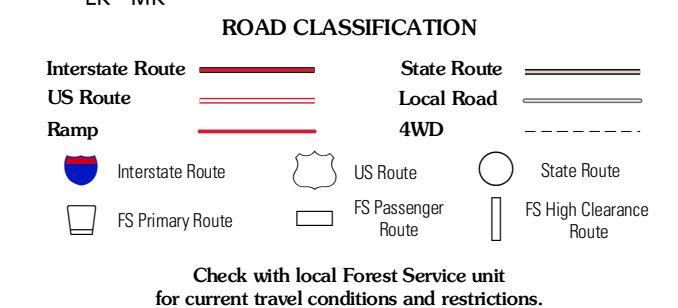 ROAD CLASSIFICATION
Interstate Route
State Route
US Route
Local Road
Ramp
4WD
Interstate Route
US Route
State Route
FS Primary Route
FS Passenger
Route
FS High Clearance
Route
Check with local Forest Service unit
for current travel conditions and restrictions.